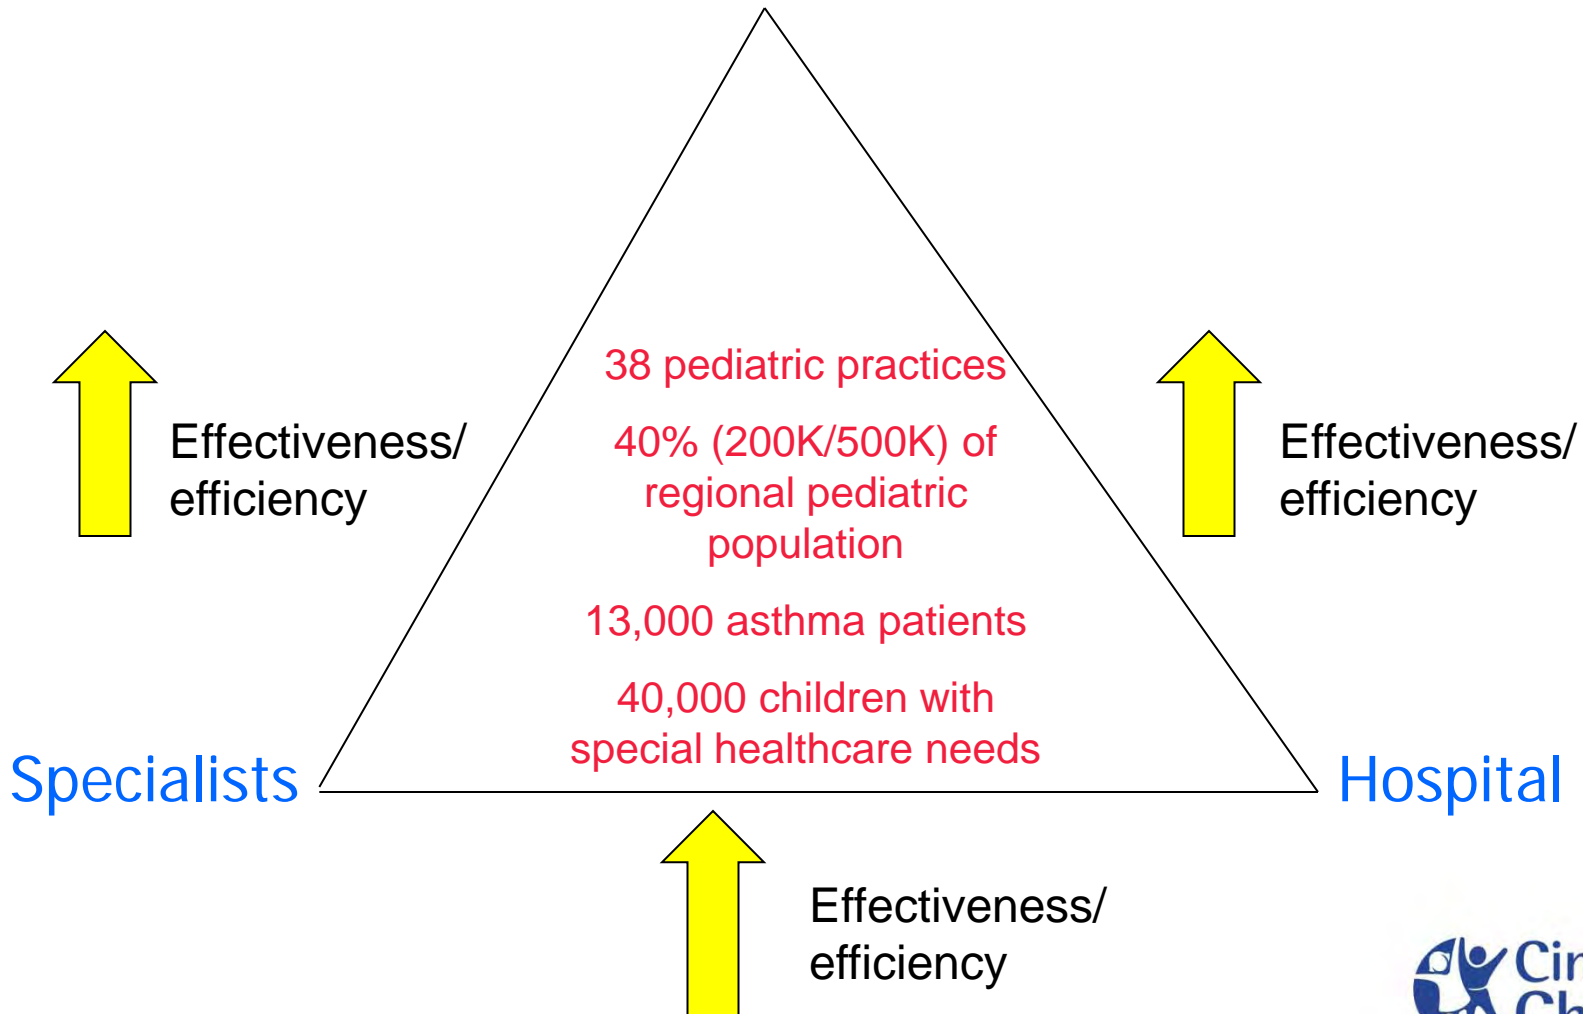 38 pediatric practices
40% (200K/500K) of
regional pediatric
population
13,000 asthma patients
40,000 children with
special healthcare needs
Effectiveness/
efficiency
Effectiveness/
efficiency
Specialists
Hospital
Effectiveness/
efficiency